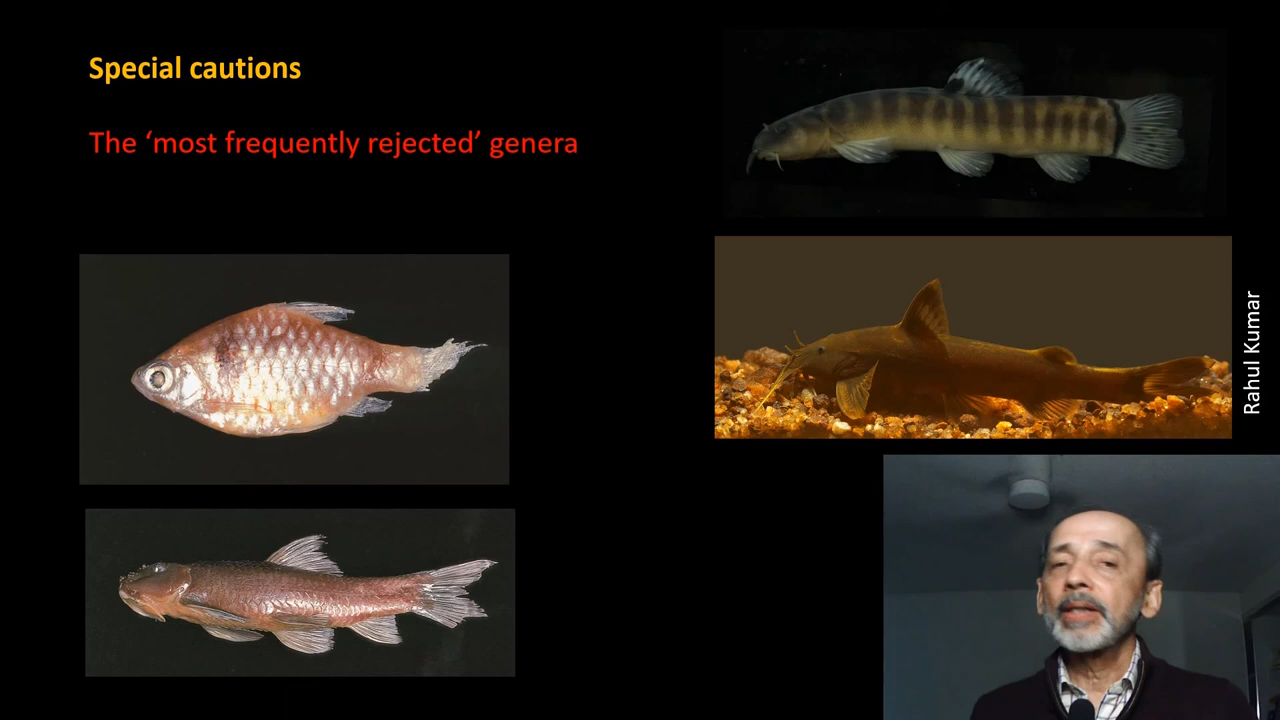 Special cautions
The ‘most frequently rejected’ genera
Rahul Kumar